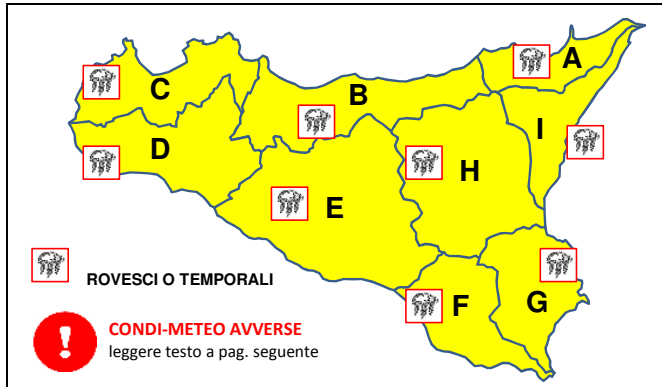 A
C
B
I
D
H
E
ROVESCI O TEMPORALI
F
G
CONDI-METEO AVVERSE
leggere testo a pag. seguente